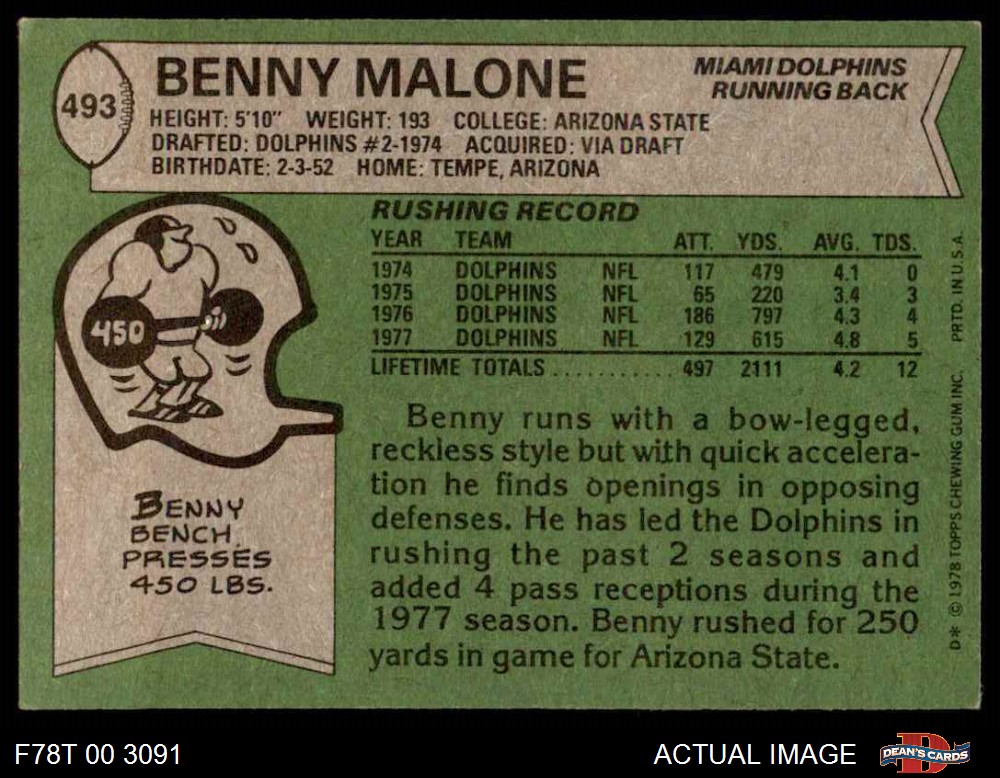 493
BENNY MALONE
MIAMI DOLPHINS
RUNNING BACK
HEIGHT: 5'10" WEIGHT: 193 COLLEGE: ARIZONA STATE
DRAFTED: DOLPHINS #2-1974 ACQUIRED: VIA DRAFT
BIRTHDATE: 2-3-52 HOME: TEMPE, ARIZONA
450
BENNY
BENCH
PRESSES
450 LBS.
RUSHING RECORD
YEAR TEAM ATT. YDS. AVG. TDS.
1974 DOLPHINS NFL 117 479 4.1 0
1975 DOLPHINS NFL 65 220 3.4 3
1976 DOLPHINS NFL 186 797 4.3 4
1977 DOLPHINS NFL 129 615 4.8 5
LIFETIME TOTALS ........... 497 2111 4.2 12
Benny runs with a bow-legged,
reckless style but with quick accelera-
tion he finds openings in opposing
defenses. He has led the Dolphins in
rushing the past 2 seasons and
added 4 pass receptions during the
1977 season. Benny rushed for 250
yards in game for Arizona State.
D* © 1978 TOPPS CHEWING GUM INC. PRTD. IN U.S.A.
F78T 00 3091
ACTUAL IMAGE
D
DEAN'S CARDS